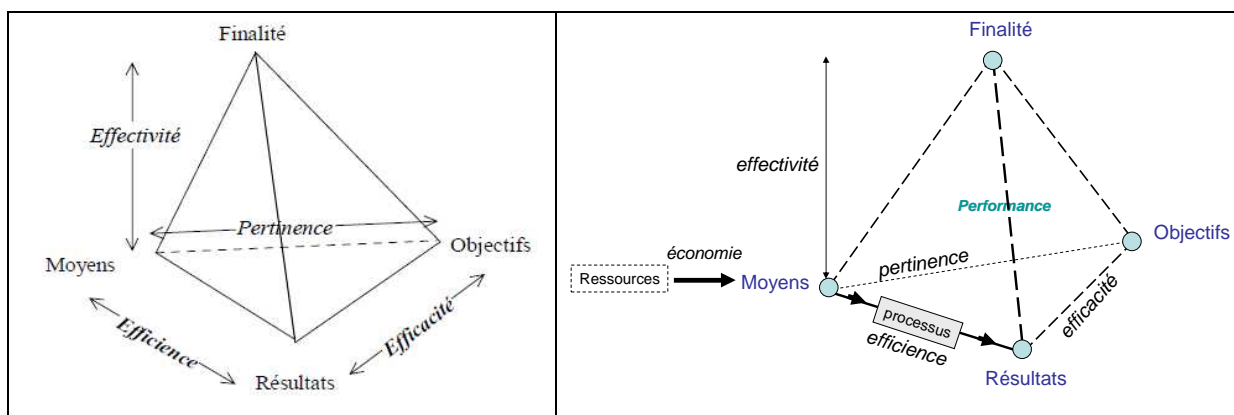 Finalité
Effectivité
Pertinence
Moyens
Objectifs
Efficience
Efficacité
Résultats
Finalité
effectivité
Performance
Objectifs
économie
pertinence
Ressources
Moyens
processus
efficacité
efficience
Résultats